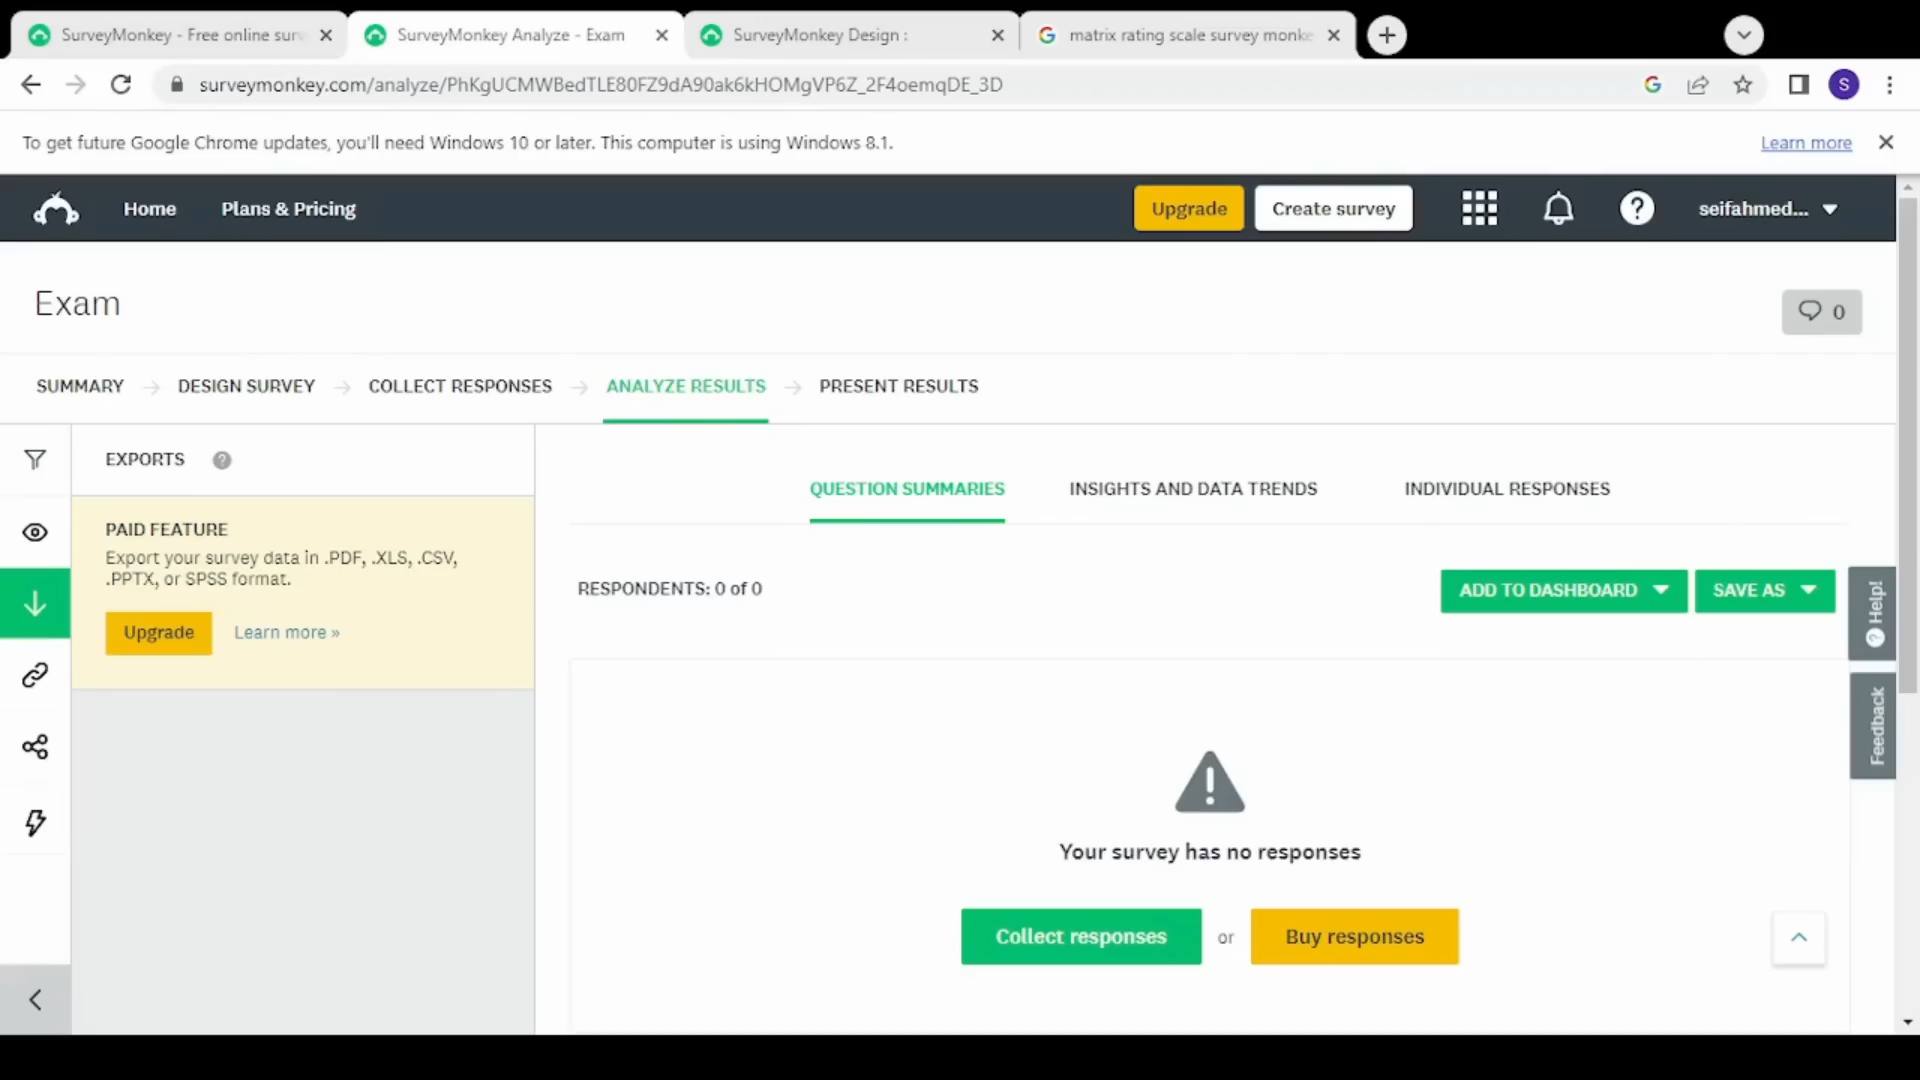 SurveyMonkey - Free online surv
SurveyMonkey Analyze - Exam
SurveyMonkey Design :
matrix rating scale survey monke
surveymonkey.com/analyze/PhKgUCMWBedTLE80FZ9dA90ak6kHOMgVP6Z_2F4oemqDE_3D
S
To get future Google Chrome updates, you'll need Windows 10 or later. This computer is using Windows 8.1.
Learn more
Home
Plans & Pricing
Upgrade
Create survey
seifahmed...
Exam
0
SUMMARY
DESIGN SURVEY
COLLECT RESPONSES
ANALYZE RESULTS
PRESENT RESULTS
EXPORTS
QUESTION SUMMARIES
INSIGHTS AND DATA TRENDS
INDIVIDUAL RESPONSES
PAID FEATURE
Export your survey data in .PDF, .XLS, .CSV,
.PPTX, or SPSS format.
Upgrade
Learn more »
RESPONDENTS: 0 of 0
ADD TO DASHBOARD
SAVE AS
Help!
Feedback
Your survey has no responses
Collect responses
or
Buy responses